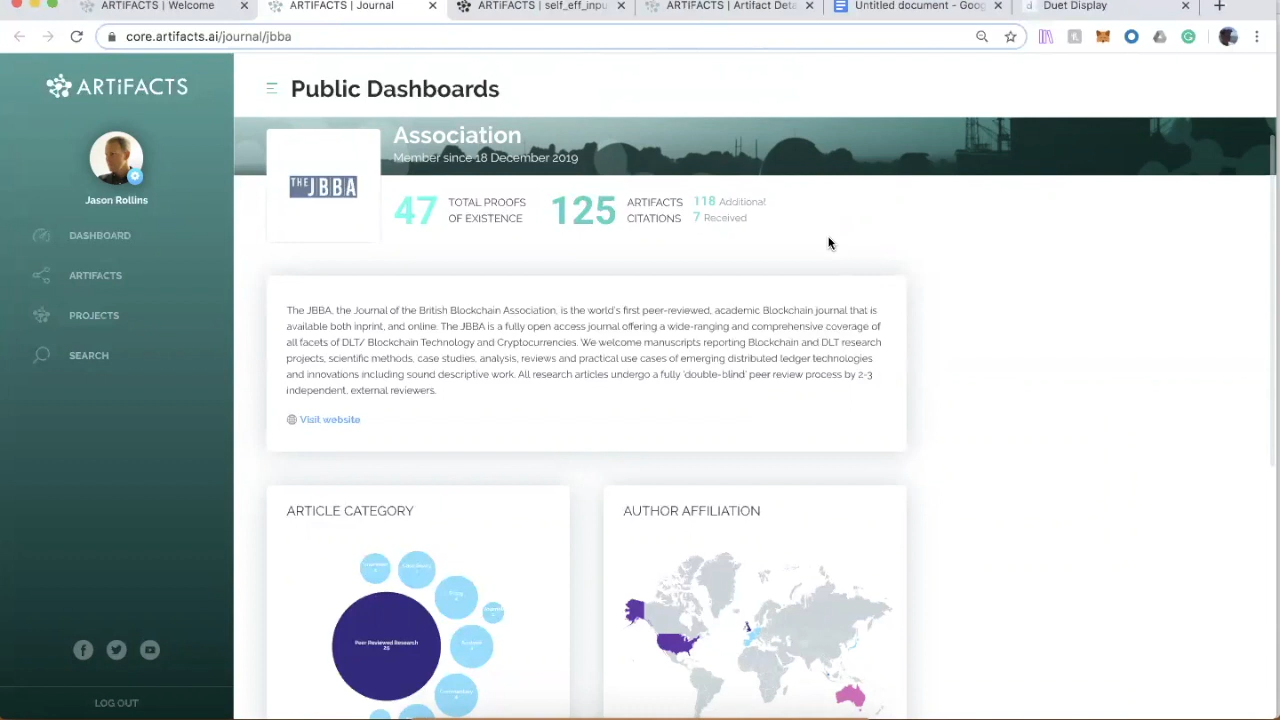 ARTiFACTS | Welcome
ARTiFACTS | Journal
ARTiFACTS | self_eff_inpu
ARTiFACTS | Artifact Deta
Untitled document - Goog
Duet Display
core.artifacts.ai/journal/jbba
ARTiFACTS
Jason Rollins
DASHBOARD
ARTIFACTS
PROJECTS
SEARCH
LOG OUT
Public Dashboards
Association
Member since 18 December 2019
THE JBBA
47 TOTAL PROOFS OF EXISTENCE
125 ARTIFACTS CITATIONS
118 Additional
7 Received
The JBBA, the Journal of the British Blockchain Association, is the world's first peer-reviewed, academic Blockchain journal that is
available both inprint, and online. The JBBA is a fully open access journal offering a wide-ranging and comprehensive coverage of
all facets of DLT/ Blockchain Technology and Cryptocurrencies. We welcome manuscripts reporting Blockchain and DLT research
projects, scientific methods, case studies, analysis, reviews and practical use cases of emerging distributed ledger technologies
and innovations including sound descriptive work. All research articles undergo a fully 'double-blind' peer review process by 2-3
independent, external reviewers.
Visit website
ARTICLE CATEGORY
Peer Reviewed Research
26
Commentary
AUTHOR AFFILIATION